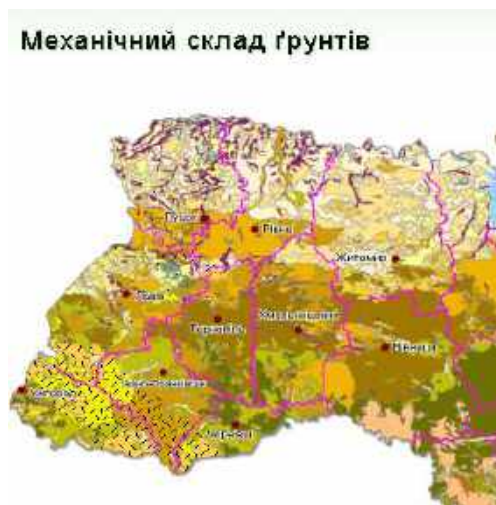 Механічний склад ґрунтів
Луцьк
Рівне
Житомир
Львів
Хмельницький
Тернопіль
Вінниця
Івано-Франківськ
Ужгород
Чернівці